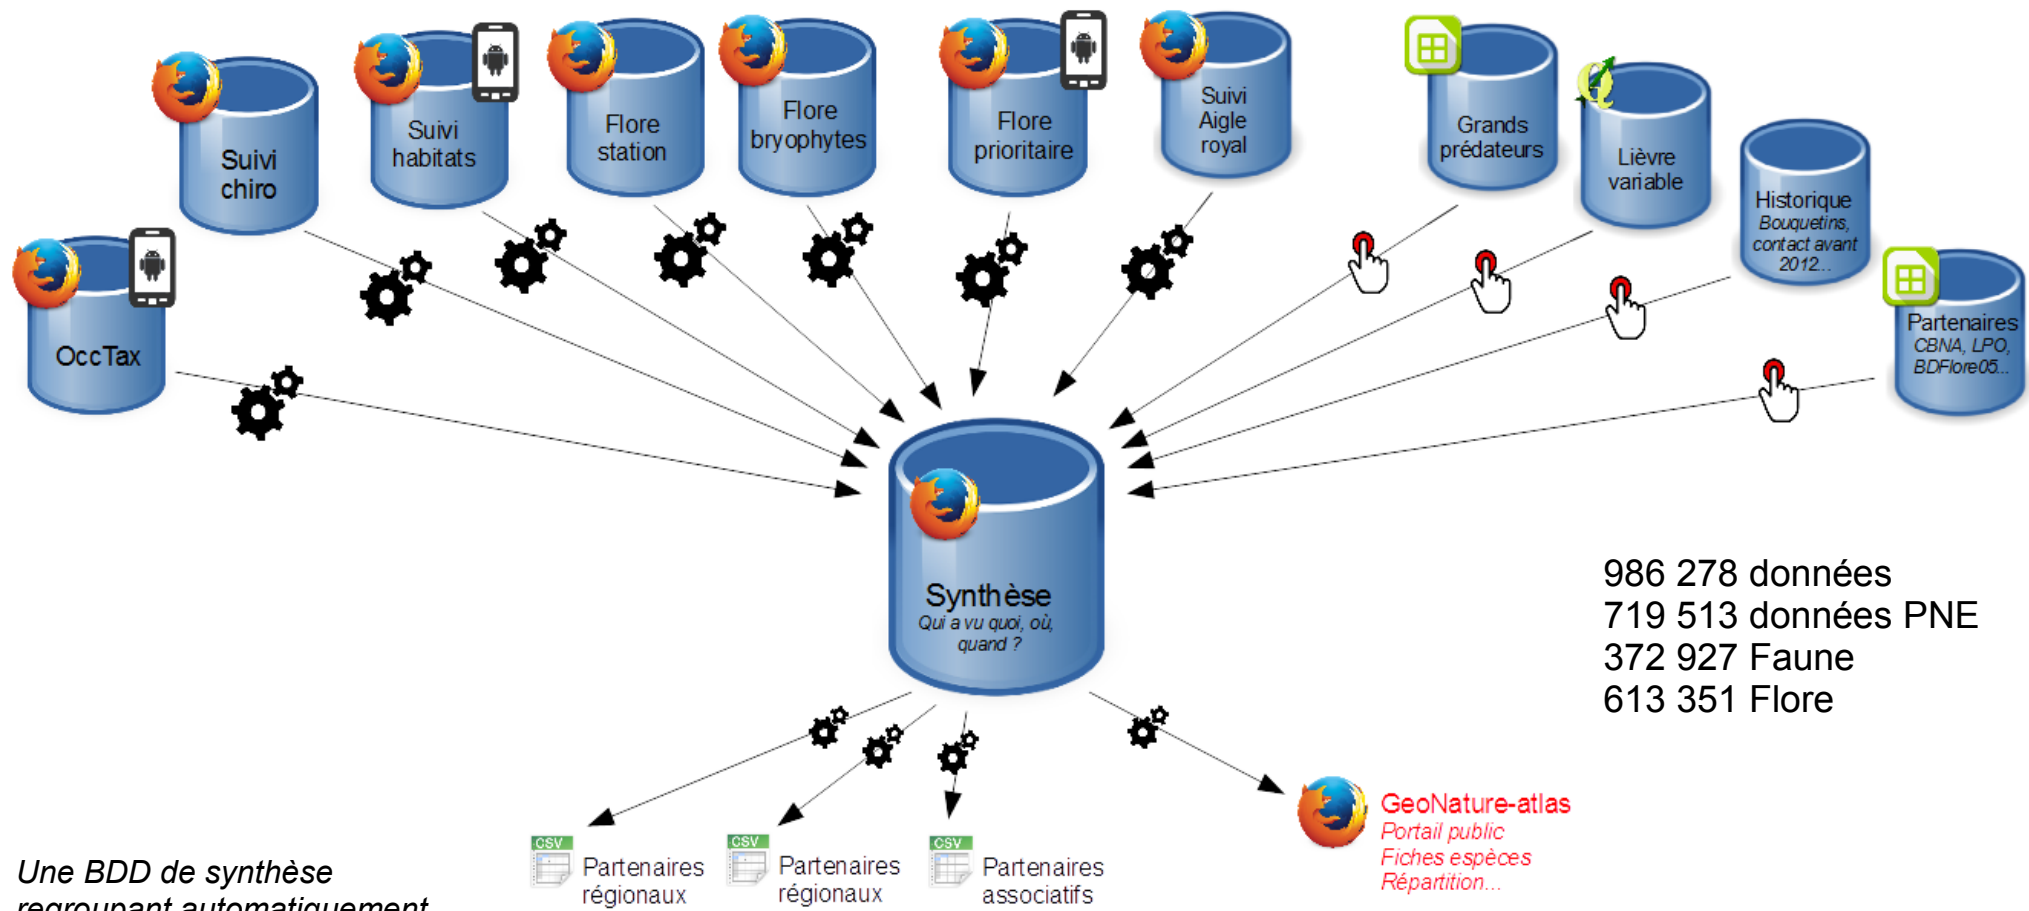 Suivi
chiro
Suivi
habitats
Flore
station
Flore
bryophytes
Flore
prioritaire
Suivi
Aigle
royal
Grands
prédateurs
Lièvre
variable
Historique
Bouquetins,
contact avant
2012...
Partenaires
CBNA, LPO,
BDFlore05...
OccTax
Synthèse
Qui a vu quoi, où,
quand ?
986 278 données
719 513 données PNE
372 927 Faune
613 351 Flore
CSV
Partenaires
régionaux
CSV
Partenaires
régionaux
CSV
Partenaires
associatifs
GeoNature-atlas
Portail public
Fiches espèces
Répartition...
Une BDD de synthèse
regroupant automatiquement